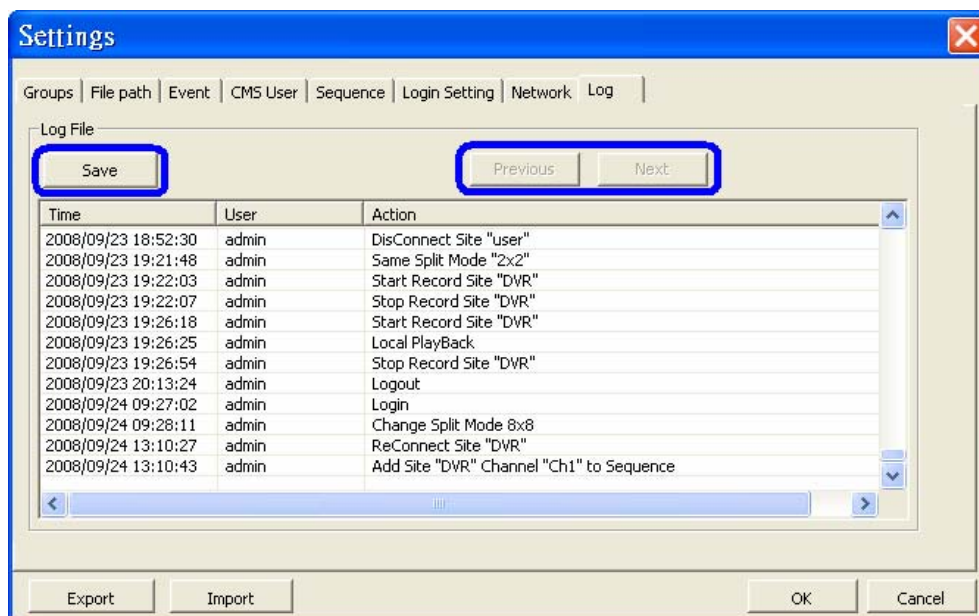 Settings
Groups File path Event CMS User Sequence Login Setting Network Log
Log File
Save Previous Next
Time User Action
2008/09/23 18:52:30 admin DisConnect Site "user"
2008/09/23 19:21:48 admin Same Split Mode "2x2"
2008/09/23 19:22:03 admin Start Record Site "DVR"
2008/09/23 19:22:07 admin Stop Record Site "DVR"
2008/09/23 19:26:18 admin Start Record Site "DVR"
2008/09/23 19:26:25 admin Local PlayBack
2008/09/23 19:26:54 admin Stop Record Site "DVR"
2008/09/23 20:13:24 admin Logout
2008/09/24 09:27:02 admin Login
2008/09/24 09:28:11 admin Change Split Mode 8x8
2008/09/24 13:10:27 admin ReConnect Site "DVR"
2008/09/24 13:10:43 admin Add Site "DVR" Channel "Ch1" to Sequence
Export Import OK Cancel